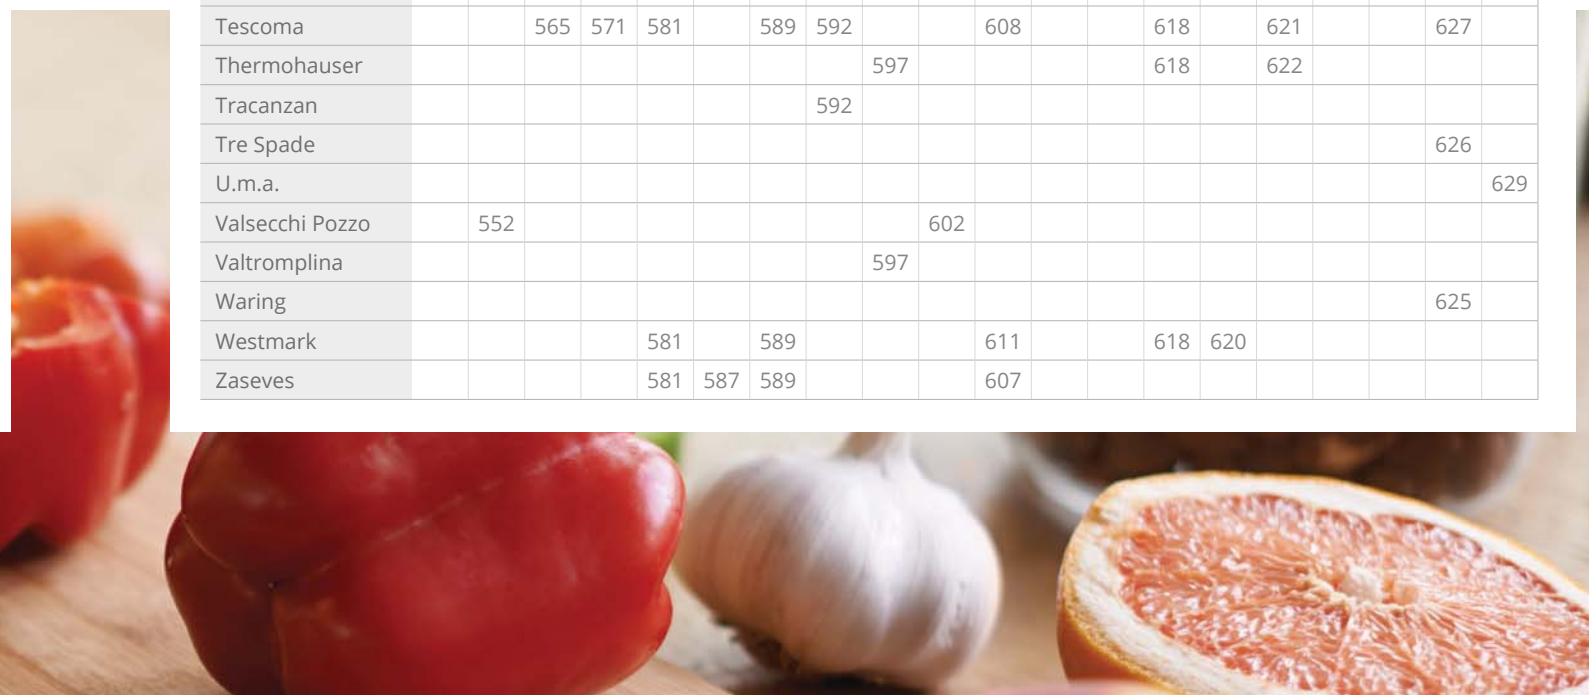 Tescoma 565 571 581 589 592 608 618 621 627
Thermohauser 597 618 622
Tracanzan 592
Tre Spade 626
U.m.a. 629
Valsecchi Pozzo 552 602
Valtromplina 597
Waring 625
Westmark 581 589 611 618 620
Zaseves 581 587 589 607